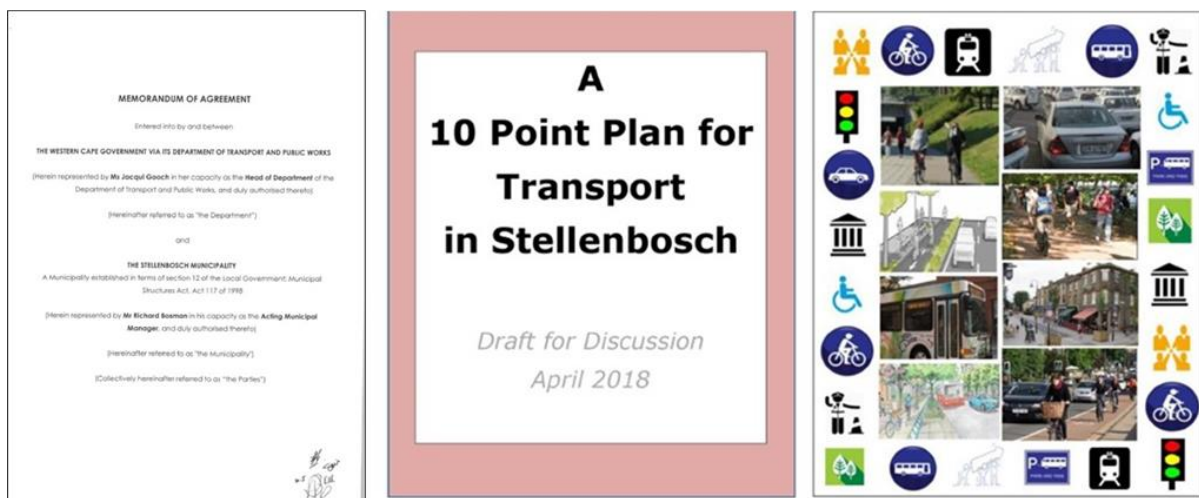 MEMORANDUM OF AGREEMENT
Entered into by and between
THE WESTERN CAPE GOVERNMENT VIA ITS DEPARTMENT OF TRANSPORT AND PUBLIC WORKS
(Herein represented by Ms Jacqui Gooch in her capacity as the Head of Department of the
Department of Transport and Public Works, and duly authorised thereto)
(Hereinafter referred to as "the Department")
and
THE STELLENBOSCH MUNICIPALITY
A Municipality established in terms of section 12 of the Local Government: Municipal
Structures Act, Act 117 of 1998
(Herein represented by Mr Richard Bosman in his capacity as the Acting Municipal
Manager, and duly authorised thereto)
(Hereinafter referred to as "the Municipality")
(Collectively hereinafter referred to as "the Parties")
A
10 Point Plan for
Transport
in Stellenbosch
Draft for Discussion
April 2018
P
P